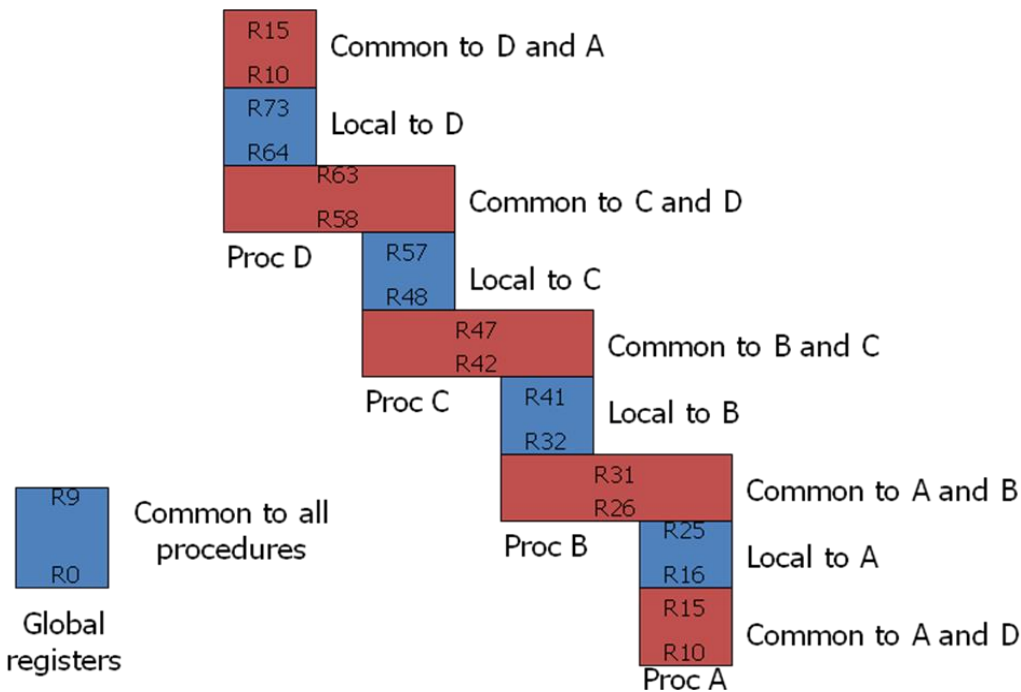 R15
Common to D and A
R10
R73
Local to D
R64
R63
Common to C and D
R58
Proc D
R57
Local to C
R48
R47
Common to B and C
R42
Proc C
R41
Local to B
R32
R31
Common to A and B
R26
Proc B
R9
Common to all
procedures
R0
Global
registers
R25
Local to A
R16
R15
Common to A and D
R10
Proc A